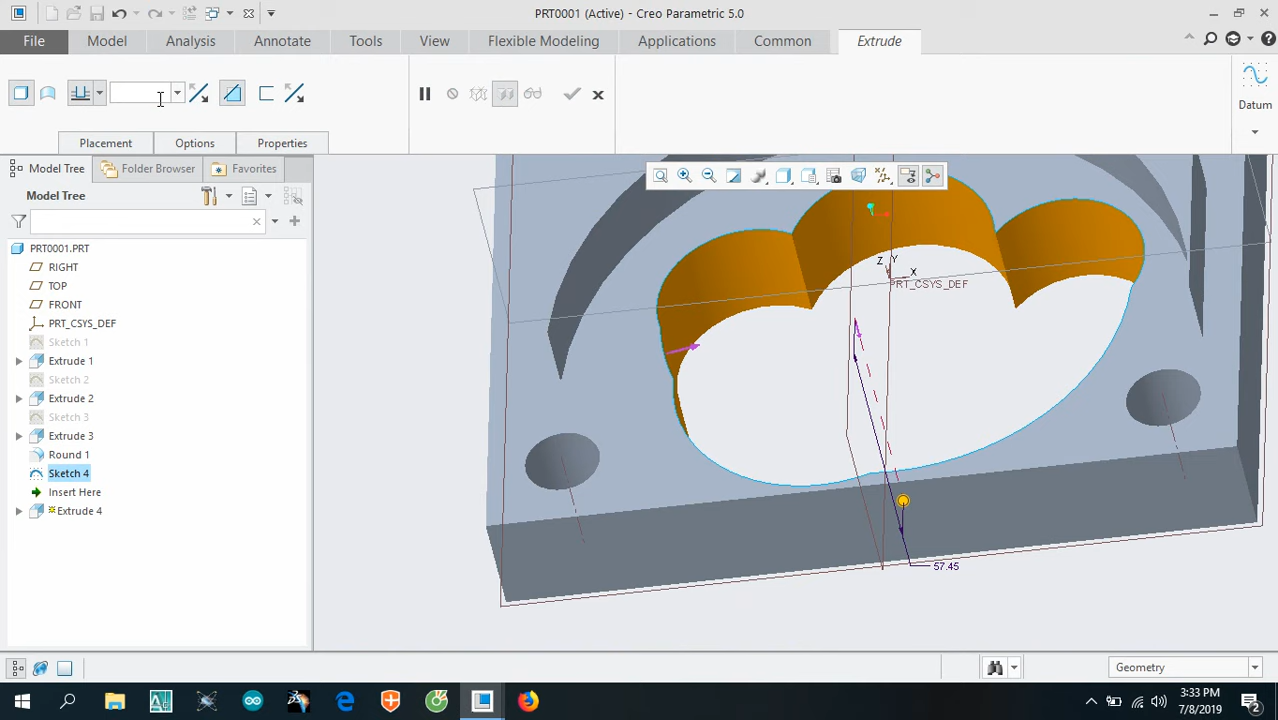 PRT0001 (Active) - Creo Parametric 5.0
File Model Analysis Annotate Tools View Flexible Modeling Applications Common Extrude
Placement Options Properties
Datum
Model Tree Folder Browser Favorites
Model Tree
PRT0001.PRT
RIGHT
TOP
FRONT
PRT_CSYS_DEF
Sketch 1
Extrude 1
Sketch 2
Extrude 2
Sketch 3
Extrude 3
Round 1
Sketch 4
Insert Here
Extrude 4
Z Y
X
PRT_CSYS_DEF
57.45
Geometry
3:33 PM
7/8/2019
2